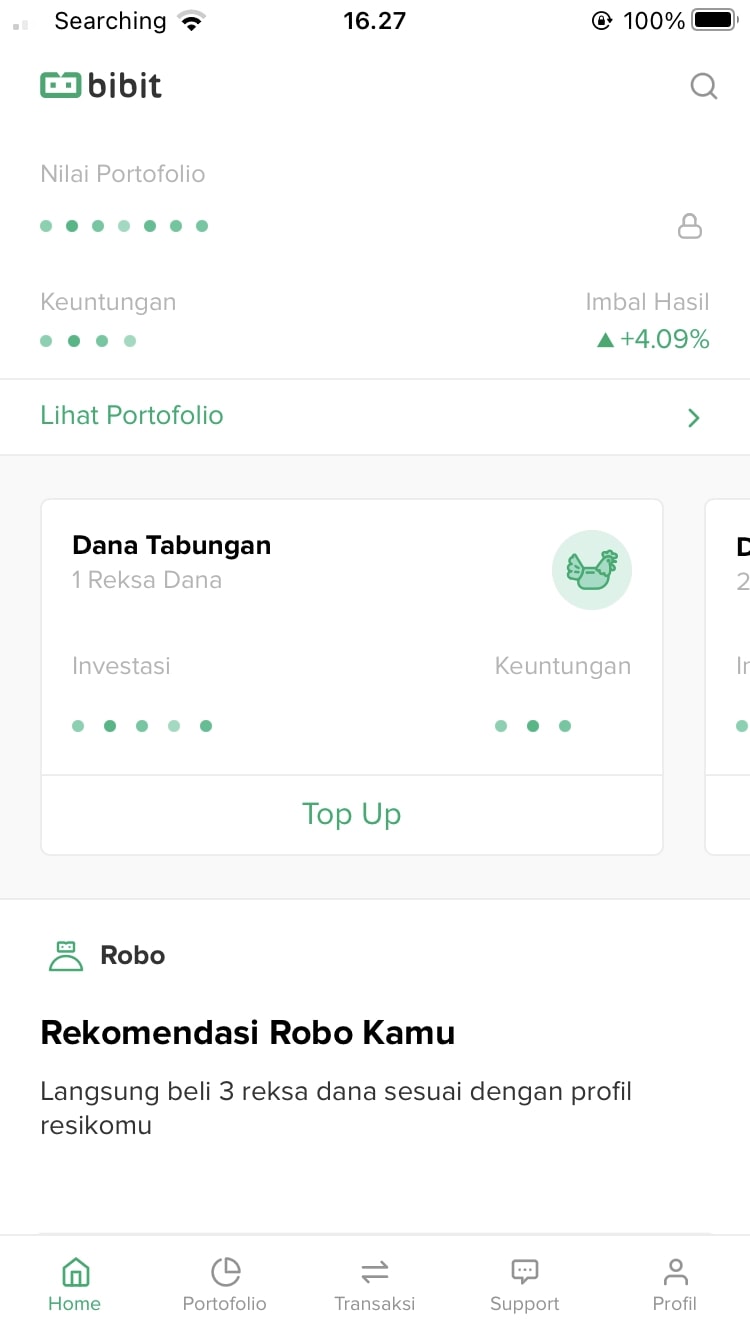 Searching
16.27
100%
bibit
Nilai Portofolio
Keuntungan
Imbal Hasil
▲ +4.09%
Lihat Portofolio
Dana Tabungan
1 Reksa Dana
Investasi
Keuntungan
Top Up
D
2
Robo
Rekomendasi Robo Kamu
Langsung beli 3 reksa dana sesuai dengan profil
resikomu
Home
Portofolio
Transaksi
Support
Profil